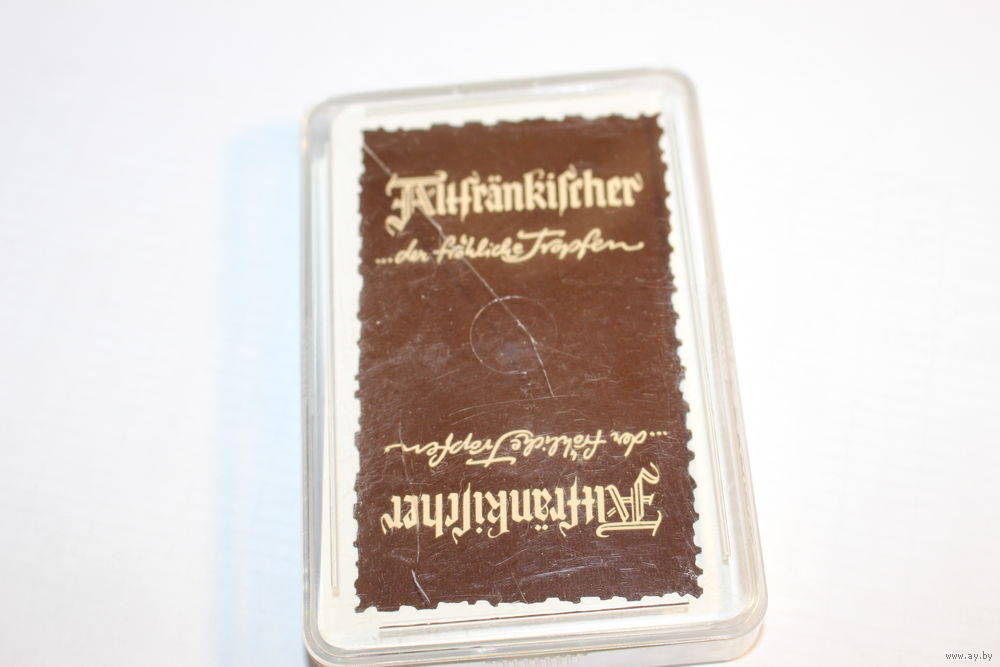 Altfränkiſcher
...der fröhliche Tropfen
...der fröhliche Tropfen
Altfränkiſcher
www.ay.by